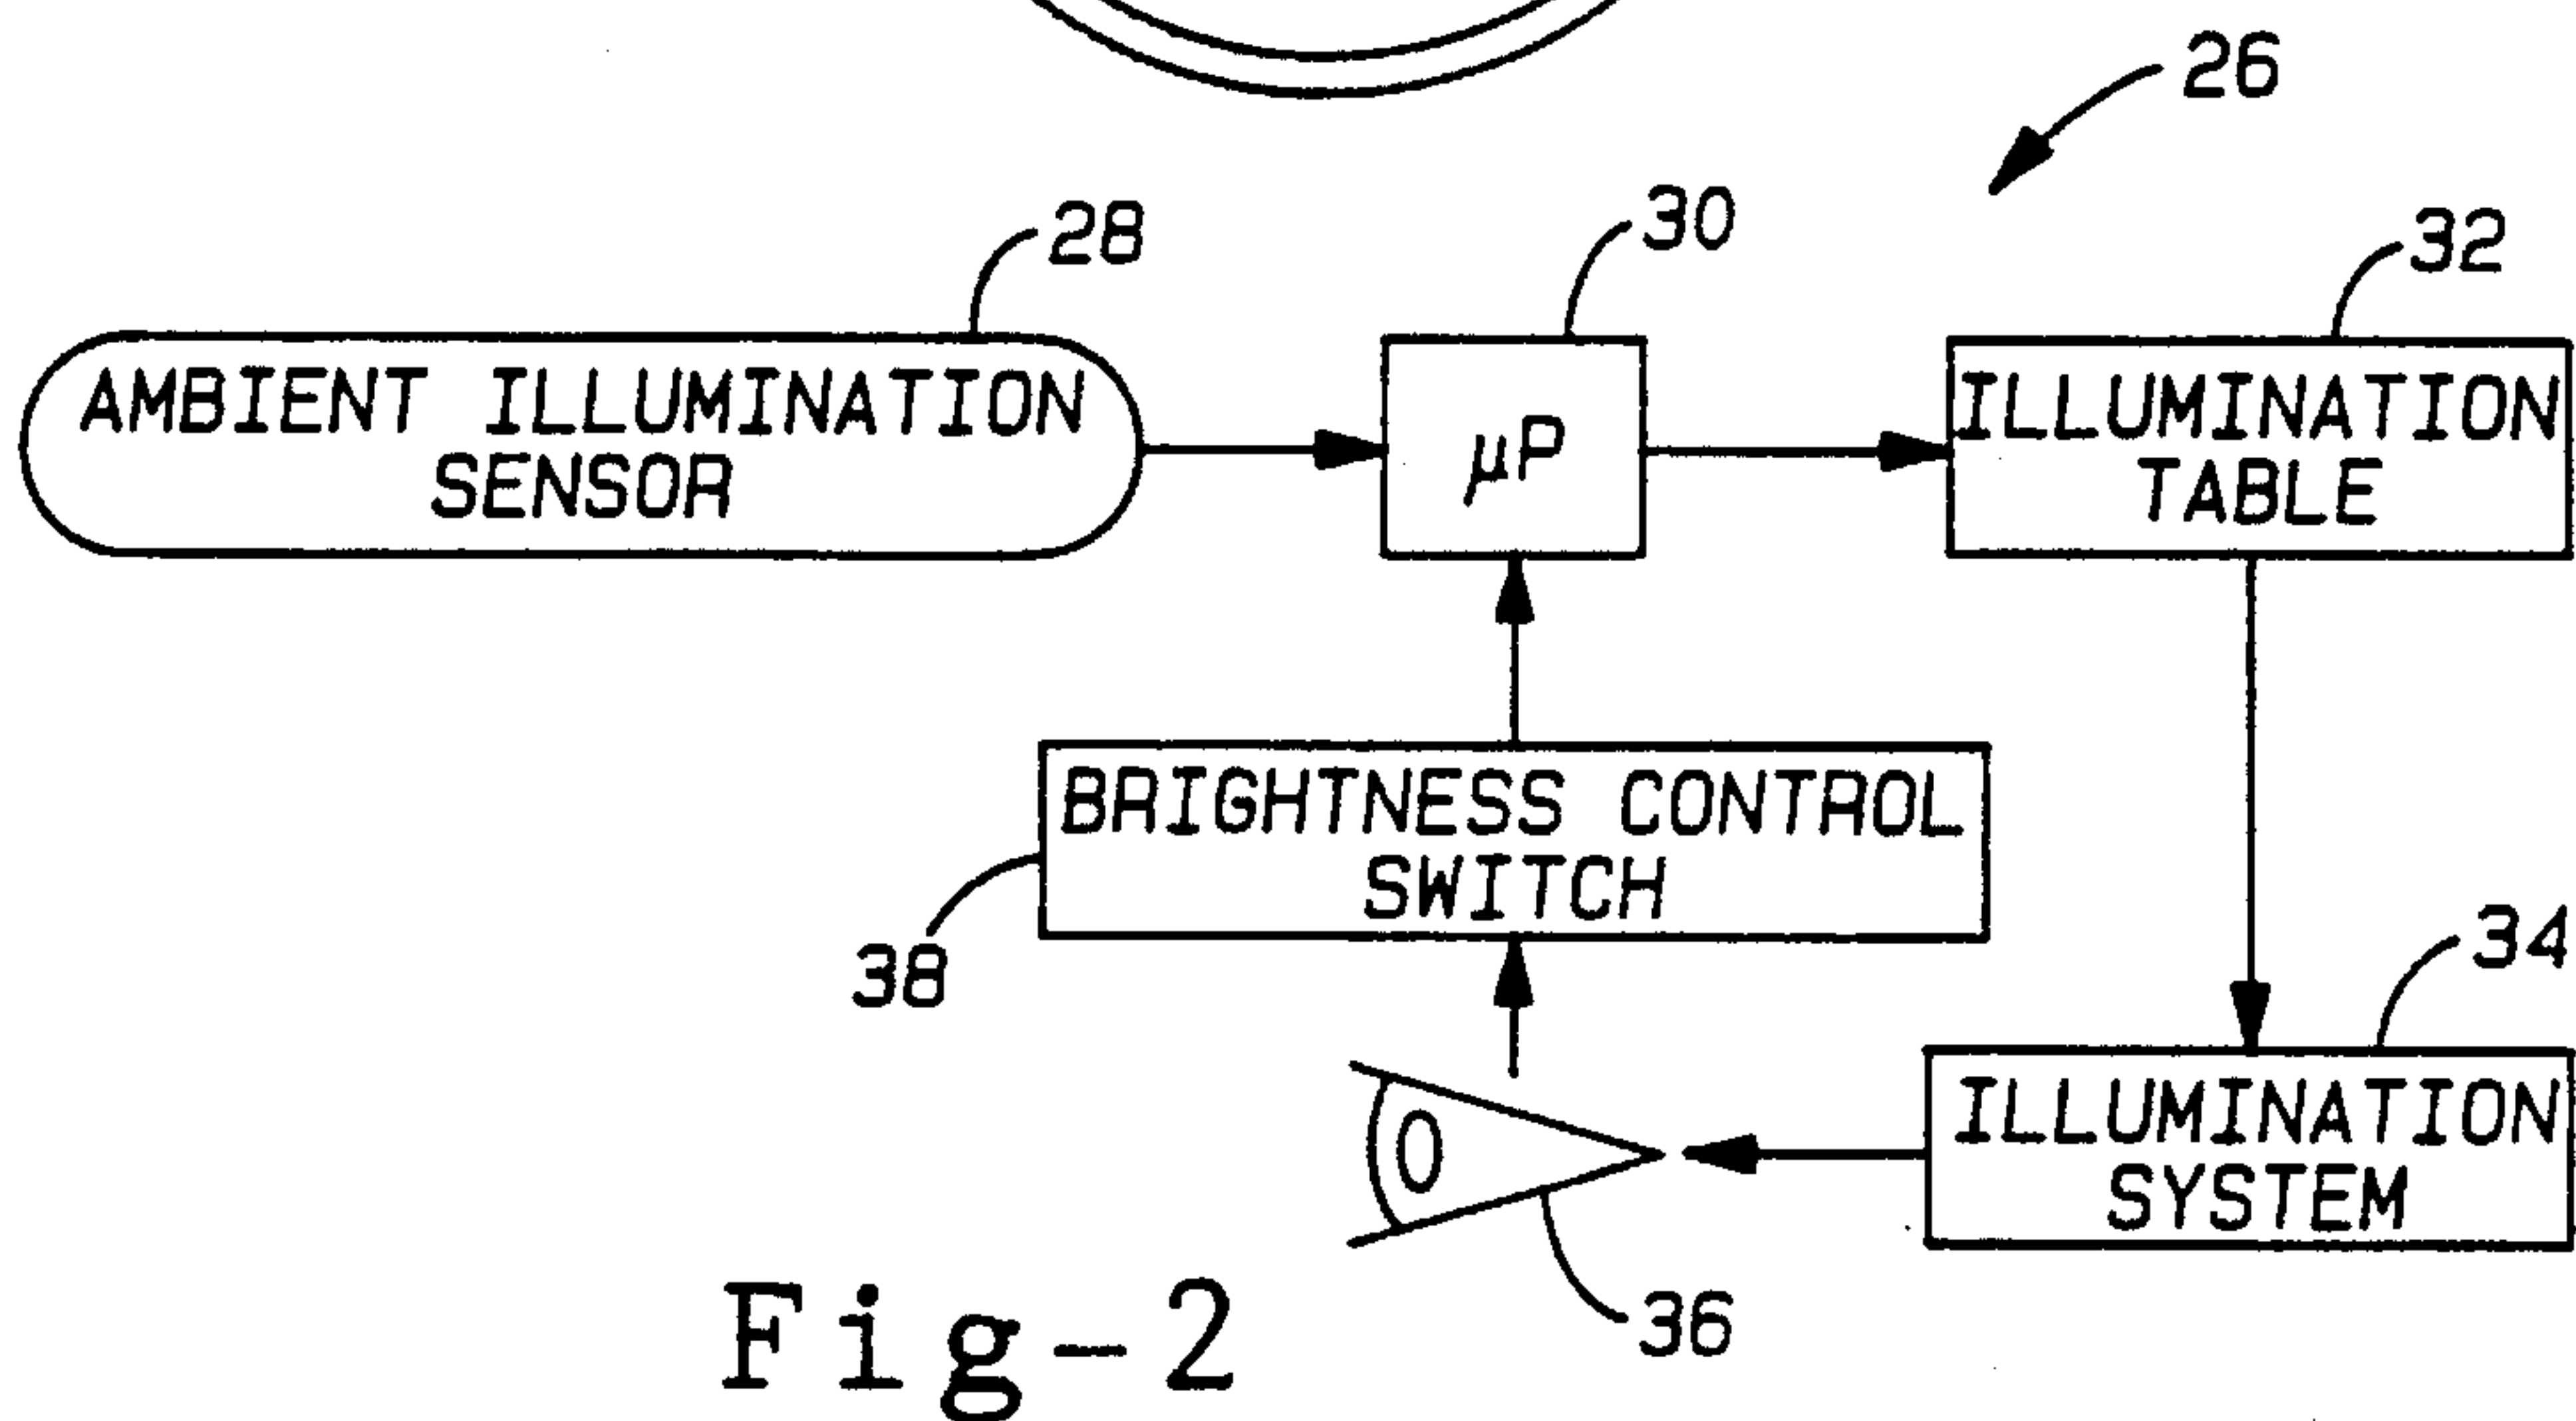 26
28
30
32
AMBIENT ILLUMINATION
SENSOR
µP
ILLUMINATION
TABLE
BRIGHTNESS CONTROL
SWITCH
38
34
ILLUMINATION
SYSTEM
36
Fig-2